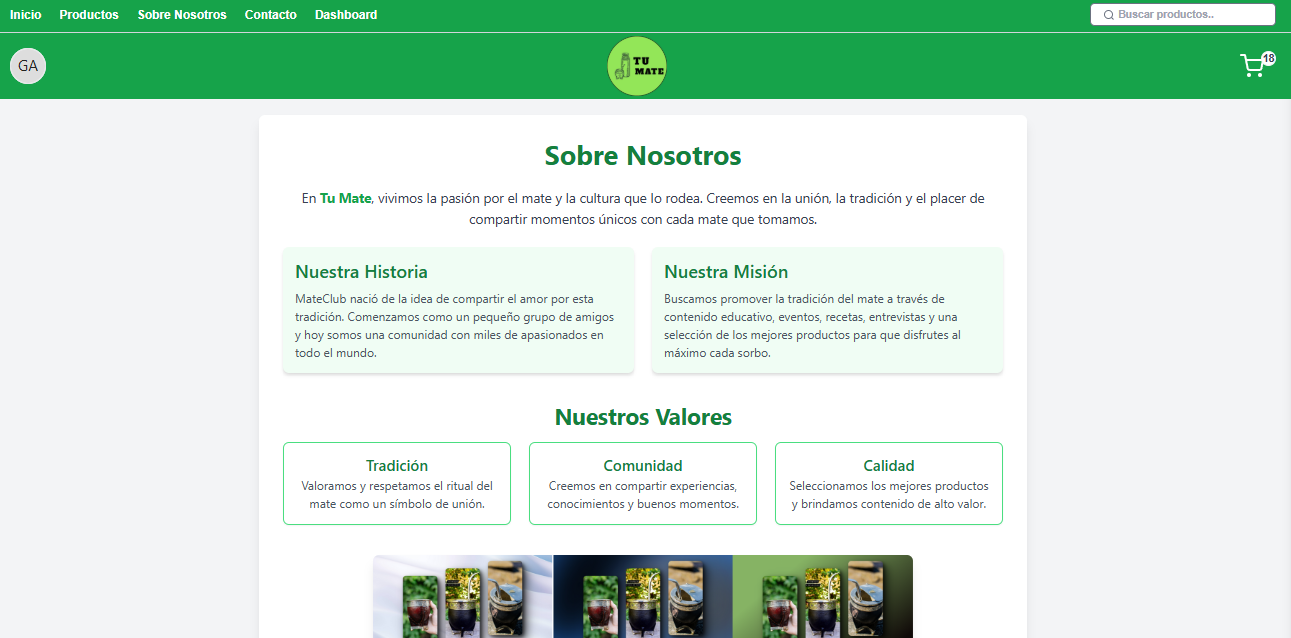 Inicio Productos Sobre Nosotros Contacto Dashboard Buscar productos..
GA
TU
MATE
18
Sobre Nosotros
En Tu Mate, vivimos la pasión por el mate y la cultura que lo rodea. Creemos en la unión, la tradición y el placer de
compartir momentos únicos con cada mate que tomamos.
Nuestra Historia
MateClub nació de la idea de compartir el amor por esta
tradición. Comenzamos como un pequeño grupo de amigos
y hoy somos una comunidad con miles de apasionados en
todo el mundo.
Nuestra Misión
Buscamos promover la tradición del mate a través de
contenido educativo, eventos, recetas, entrevistas y una
selección de los mejores productos para que disfrutes al
máximo cada sorbo.
Nuestros Valores
Tradición
Valoramos y respetamos el ritual del
mate como un símbolo de unión.
Comunidad
Creemos en compartir experiencias,
conocimientos y buenos momentos.
Calidad
Seleccionamos los mejores productos
y brindamos contenido de alto valor.